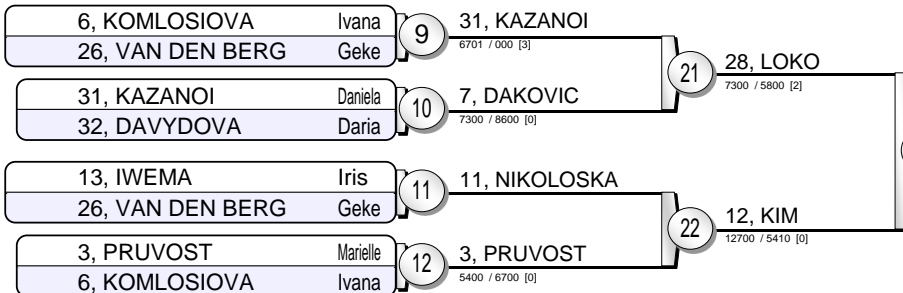 6, KOMLOSIOVA Ivana
26, VAN DEN BERG Geke
9
31, KAZANOI
6701 / 000 [3]
31, KAZANOI Daniela
32, DAVYDOVA Daria
10
7, DAKOVIC
7300 / 8600 [0]
21
28, LOKO
7300 / 5800 [2]
13, IWEMA Iris
26, VAN DEN BERG Geke
11
11, NIKOLOSKA
3, PRUVOST Marielle
6, KOMLOSIOVA Ivana
12
3, PRUVOST
5400 / 6700 [0]
22
12, KIM
12700 / 5410 [0]